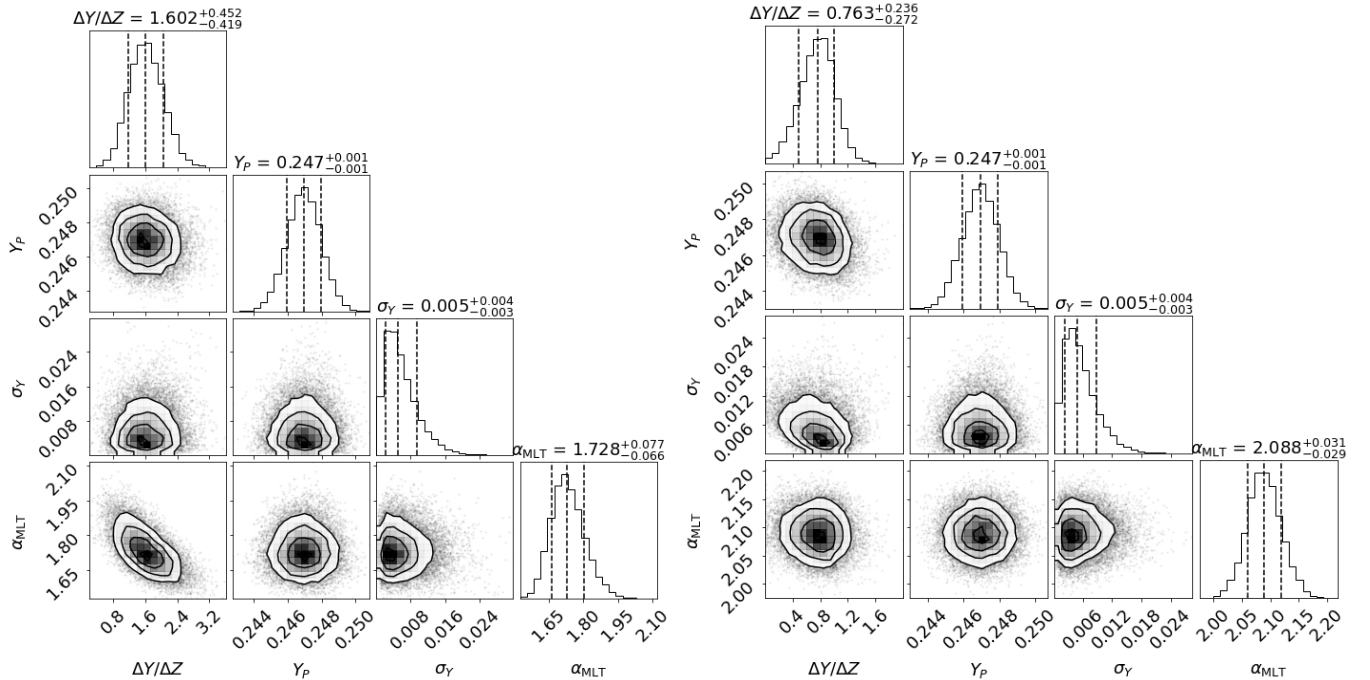 ΔY/ΔZ = 1.602+0.452 −0.419
Y_P = 0.247+0.001 −0.001
0.250
0.248
0.246
0.244
Y_P
σ_Y = 0.005+0.004 −0.003
0.024
0.016
0.008
σ_Y
α_MLT = 1.728+0.077 −0.066
2.10
1.95
1.80
1.65
α_MLT
0.8 1.6 2.4 3.2
0.244 0.246 0.248 0.250
0.008 0.016 0.024
1.65 1.80 1.95 2.10
ΔY/ΔZ Y_P σ_Y α_MLT
ΔY/ΔZ = 0.763+0.236 −0.272
Y_P = 0.247+0.001 −0.001
0.250
0.248
0.246
0.244
Y_P
σ_Y = 0.005+0.004 −0.003
0.024
0.018
0.012
0.006
σ_Y
α_MLT = 2.088+0.031 −0.029
2.20
2.15
2.10
2.05
2.00
α_MLT
0.4 0.8 1.2 1.6
0.244 0.246 0.248 0.250
0.006 0.012 0.018 0.024
2.00 2.05 2.10 2.15 2.20
ΔY/ΔZ Y_P σ_Y α_MLT